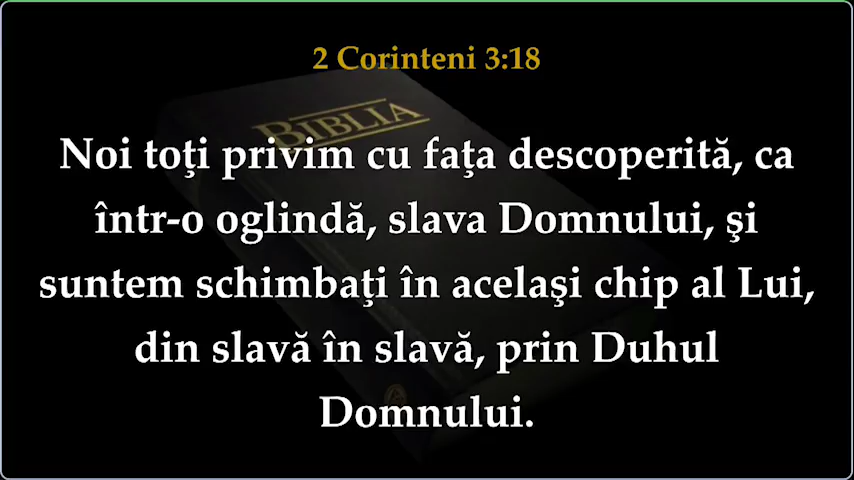 2 Corinteni 3:18
BIBLIA
Noi toţi privim cu faţa descoperită, ca
într-o oglindă, slava Domnului, şi
suntem schimbaţi în acelaşi chip al Lui,
din slavă în slavă, prin Duhul
Domnului.